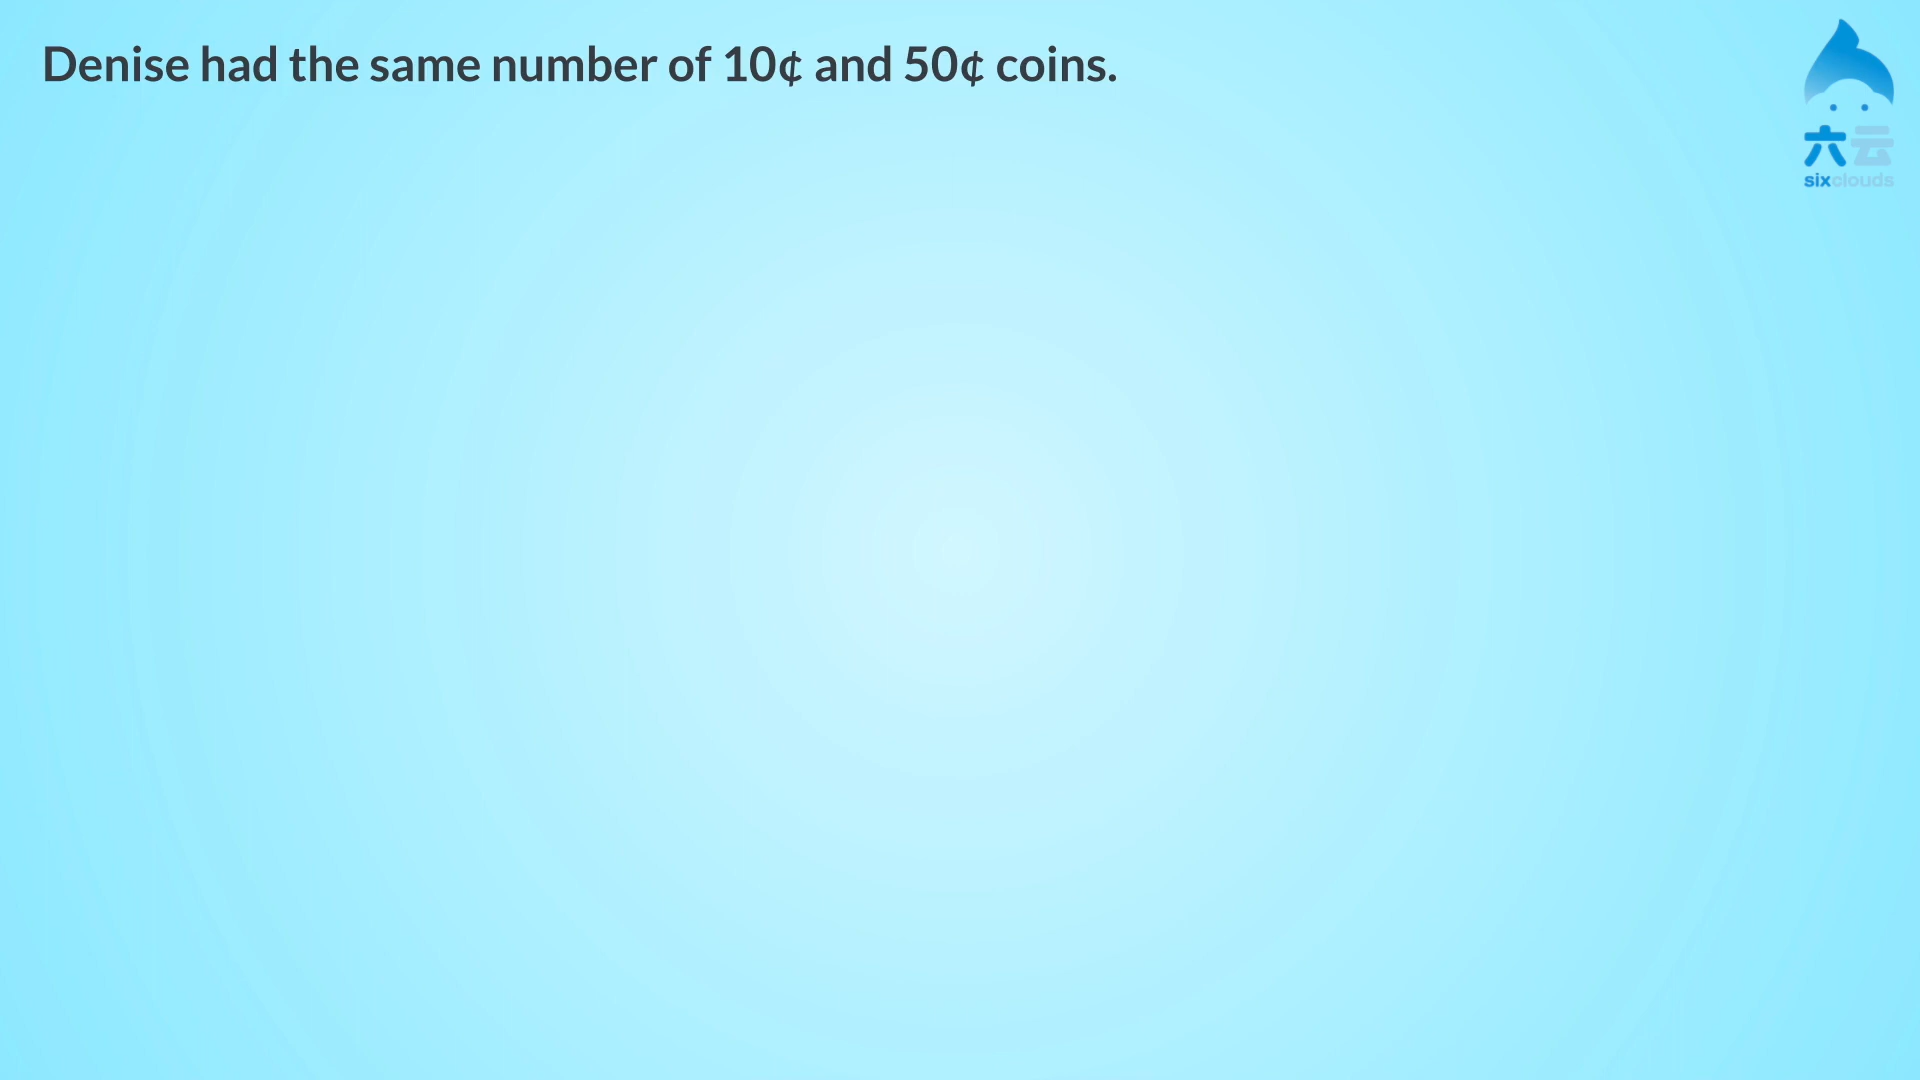 Denise had the same number of 10¢ and 50¢ coins.
六云
sixclouds